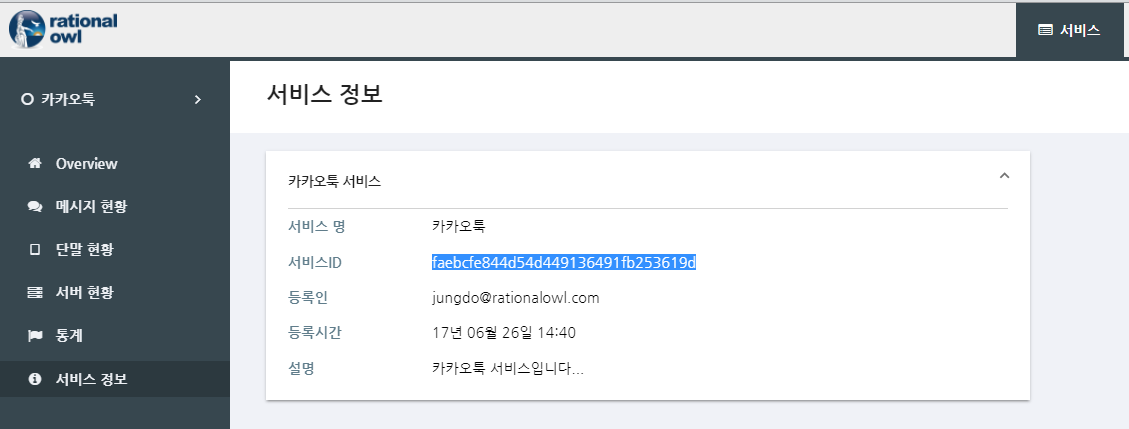 rational
owl
서비스
카카오톡
서비스 정보
Overview
메시지 현황
단말 현황
서버 현황
통계
서비스 정보
카카오톡 서비스
서비스 명 카카오톡
서비스ID faebcfe844d54d449136491fb253619d
등록인 jungdo@rationalowl.com
등록시간 17년 06월 26일 14:40
설명 카카오톡 서비스입니다...